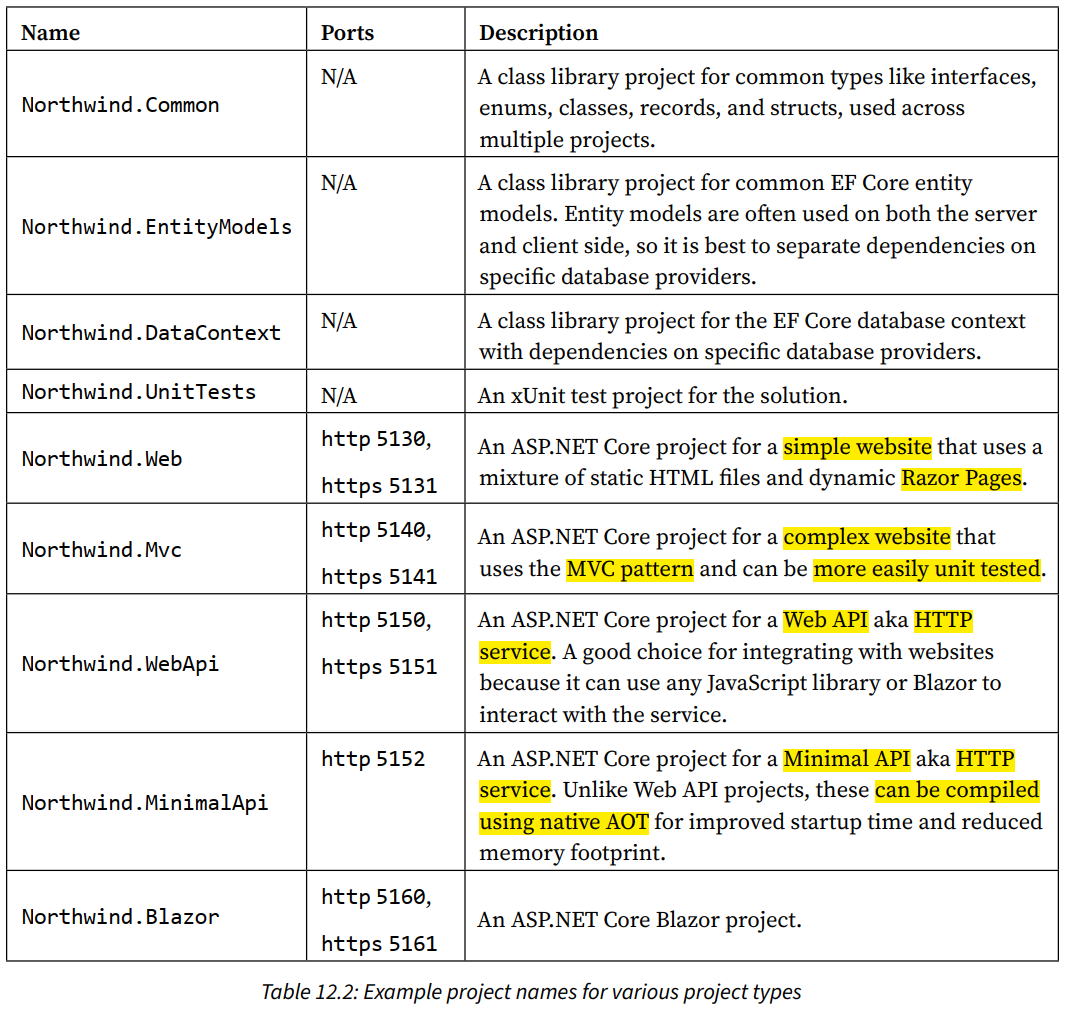 Name Ports Description
Northwind.Common N/A A class library project for common types like interfaces,
enums, classes, records, and structs, used across
multiple projects.
Northwind.EntityModels N/A A class library project for common EF Core entity
models. Entity models are often used on both the server
and client side, so it is best to separate dependencies on
specific database providers.
Northwind.DataContext N/A A class library project for the EF Core database context
with dependencies on specific database providers.
Northwind.UnitTests N/A An xUnit test project for the solution.
Northwind.Web http 5130, An ASP.NET Core project for a simple website that uses a
https 5131 mixture of static HTML files and dynamic Razor Pages.
Northwind.Mvc http 5140, An ASP.NET Core project for a complex website that
https 5141 uses the MVC pattern and can be more easily unit tested.
Northwind.WebApi http 5150, An ASP.NET Core project for a Web API aka HTTP
https 5151 service. A good choice for integrating with websites
because it can use any JavaScript library or Blazor to
interact with the service.
Northwind.MinimalApi http 5152 An ASP.NET Core project for a Minimal API aka HTTP
service. Unlike Web API projects, these can be compiled
using native AOT for improved startup time and reduced
memory footprint.
Northwind.Blazor http 5160, An ASP.NET Core Blazor project.
https 5161
Table 12.2: Example project names for various project types